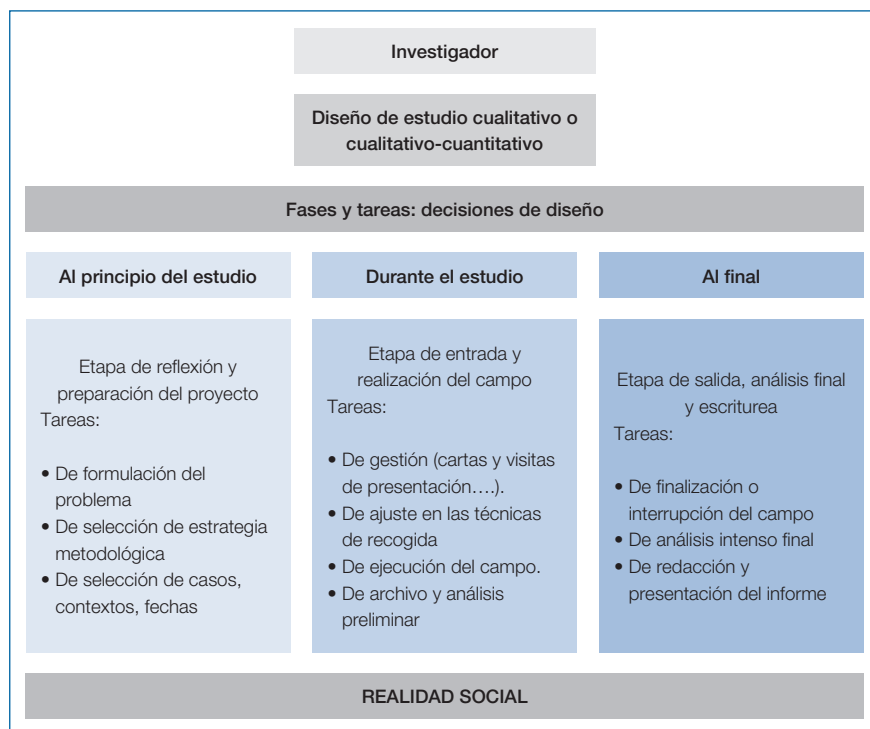 Investigador
Diseño de estudio cualitativo o
cualitativo-cuantitativo
Fases y tareas: decisiones de diseño
Al principio del estudio
Etapa de reflexión y
preparación del proyecto
Tareas:
• De formulación del
problema
• De selección de estrategia
metodológica
• De selección de casos,
contextos, fechas
Durante el estudio
Etapa de entrada y
realización del campo
Tareas:
• De gestión (cartas y visitas
de presentación....).
• De ajuste en las técnicas
de recogida
• De ejecución del campo.
• De archivo y análisis
preliminar
Al final
Etapa de salida, análisis final
y escriturea
Tareas:
• De finalización o
interrupción del campo
• De análisis intenso final
• De redacción y
presentación del informe
REALIDAD SOCIAL